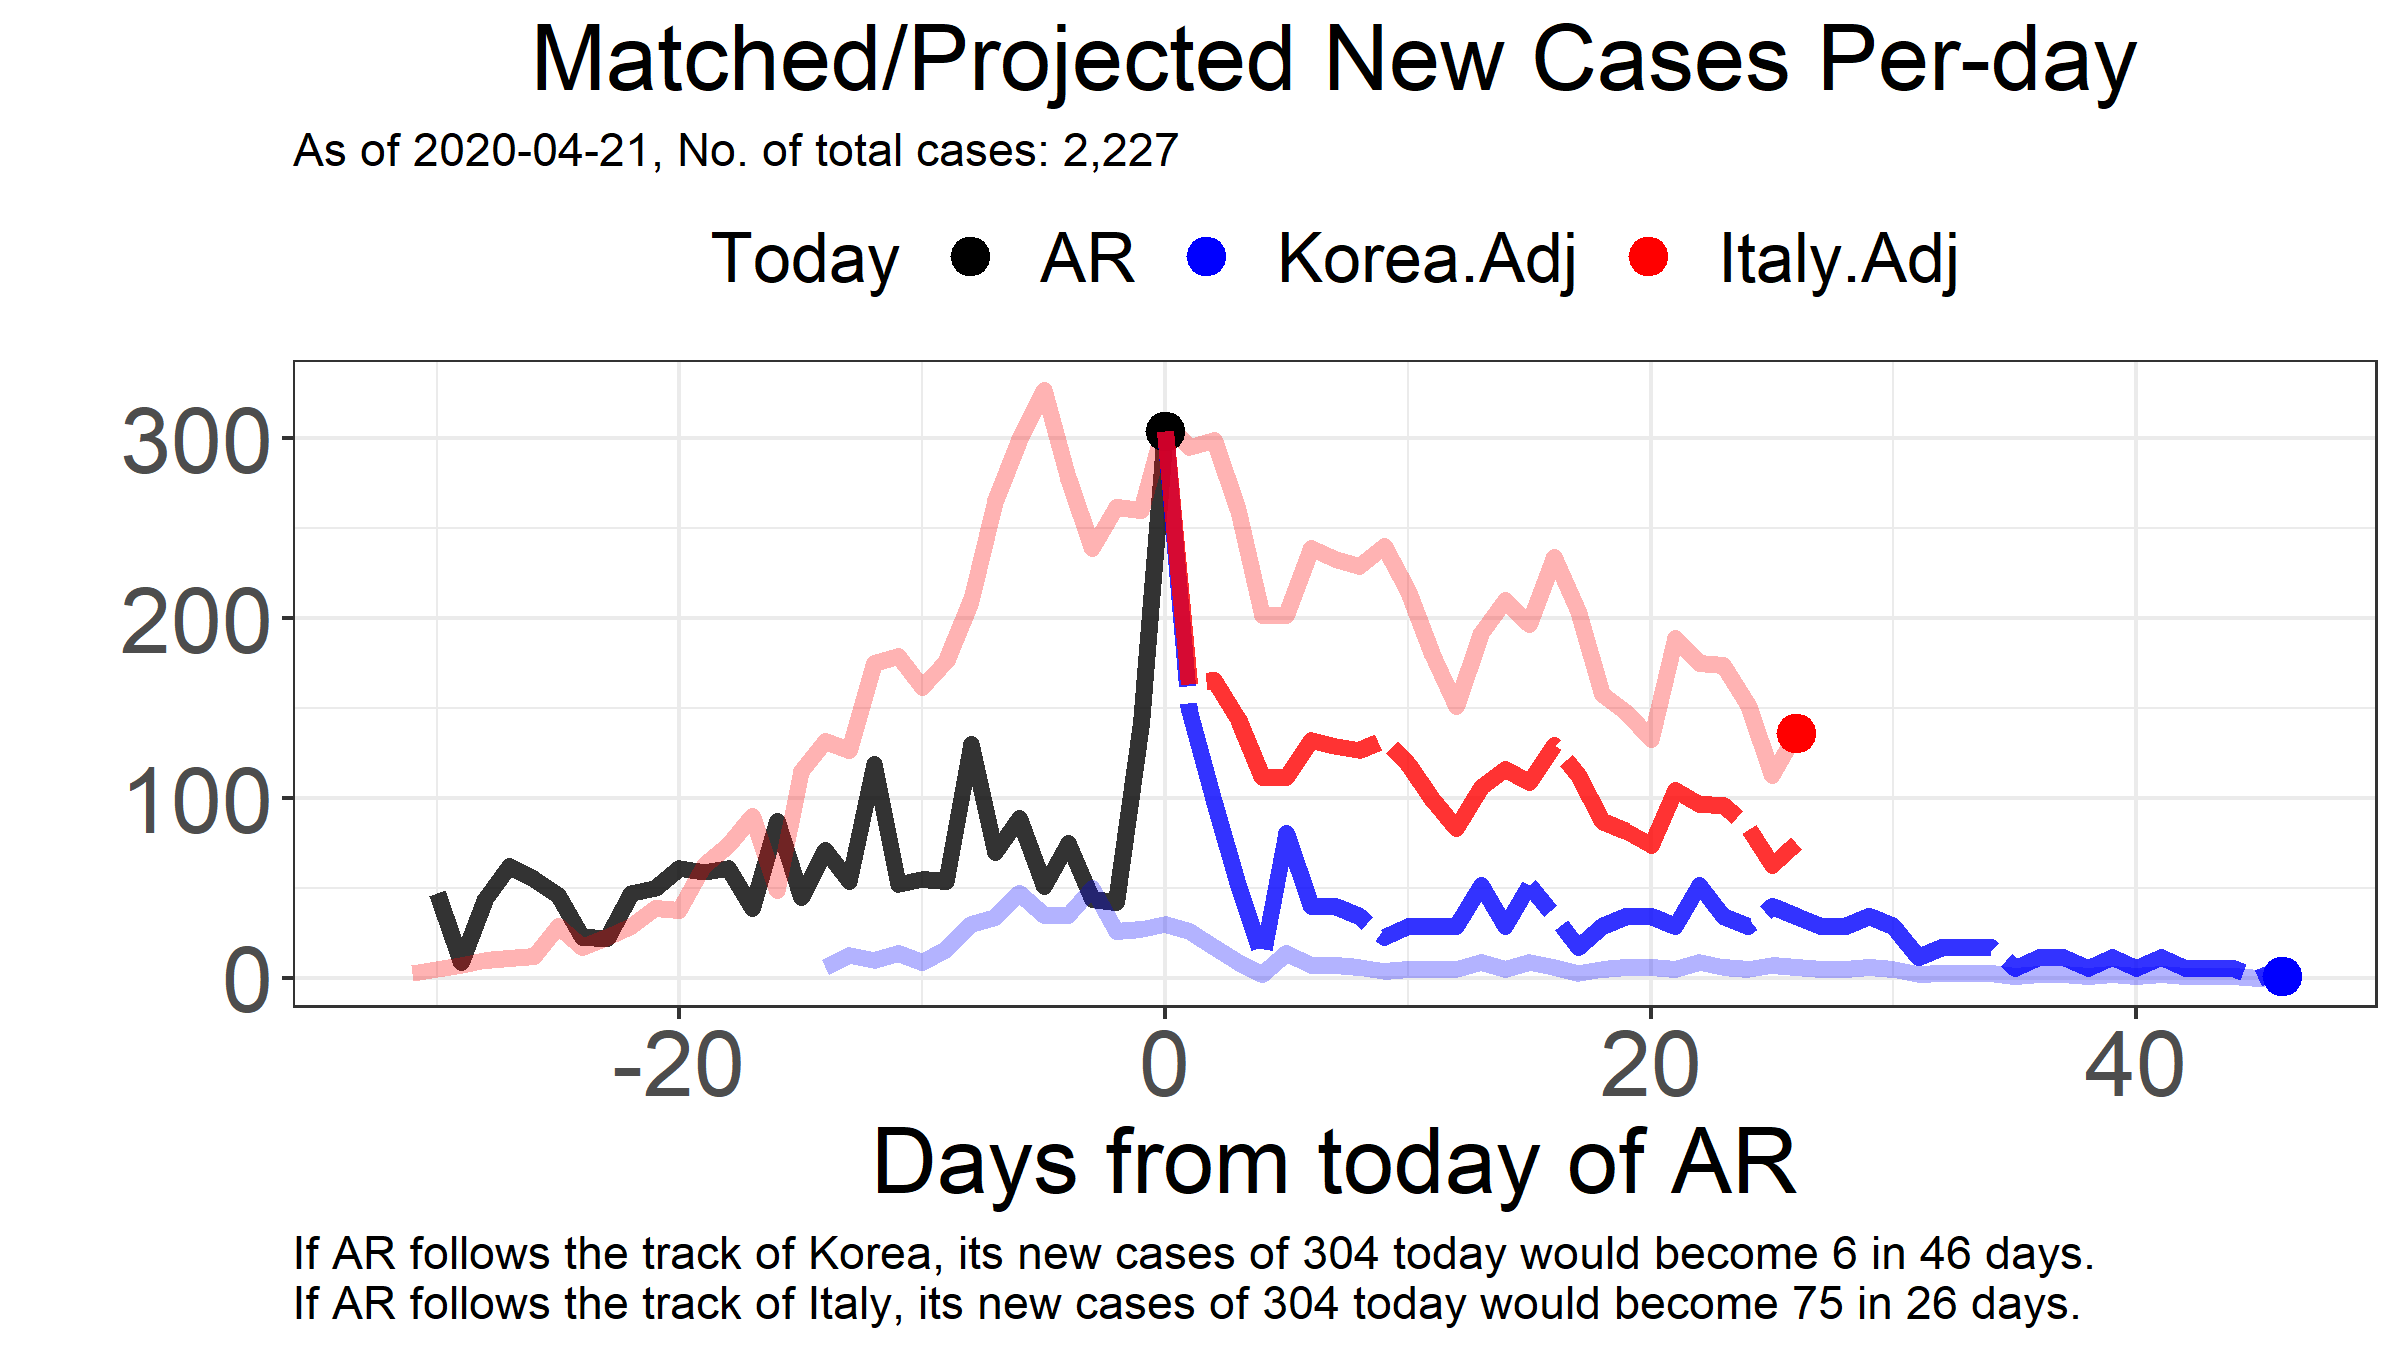 Matched/Projected New Cases Per-day
As of 2020-04-21, No. of total cases: 2,227
Today AR Korea.Adj Italy.Adj
300
200
100
0
-20 0 20 40
Days from today of AR
If AR follows the track of Korea, its new cases of 304 today would become 6 in 46 days.
If AR follows the track of Italy, its new cases of 304 today would become 75 in 26 days.